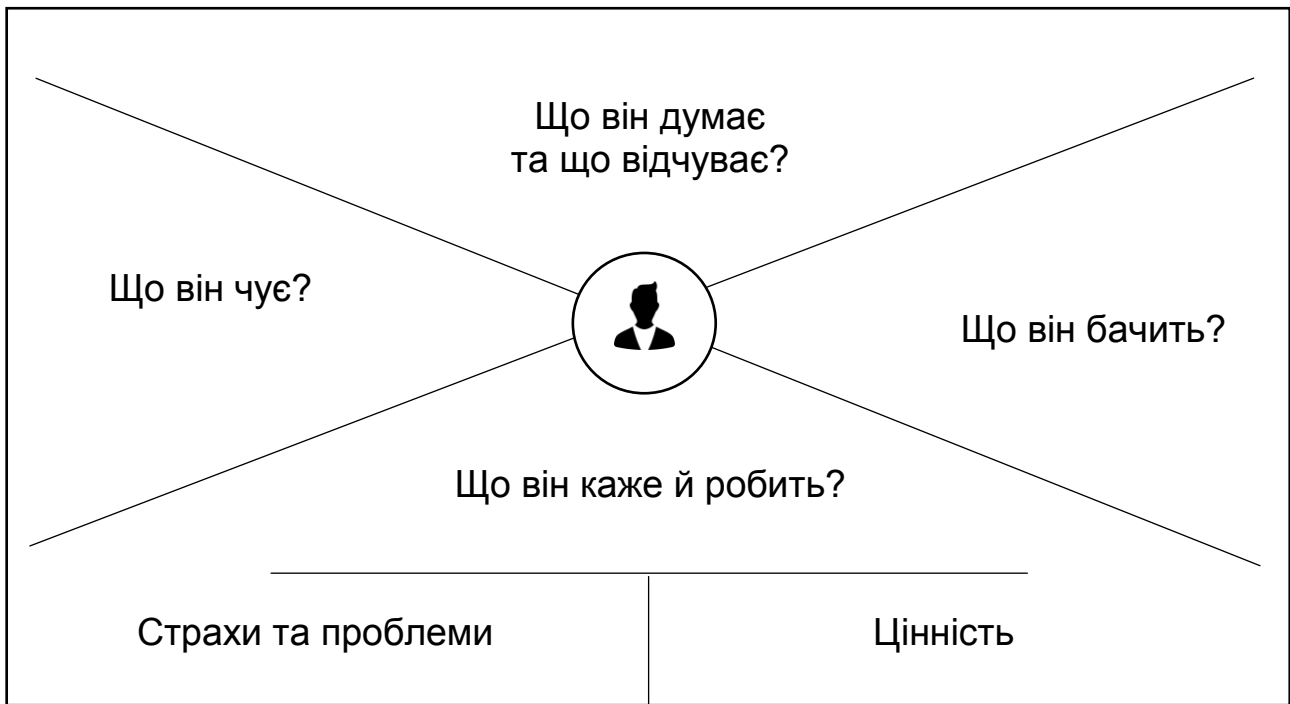 Що він думає
та що відчуває?
Що він чує?
Що він бачить?
Що він каже й робить?
Страхи та проблеми
Цінність